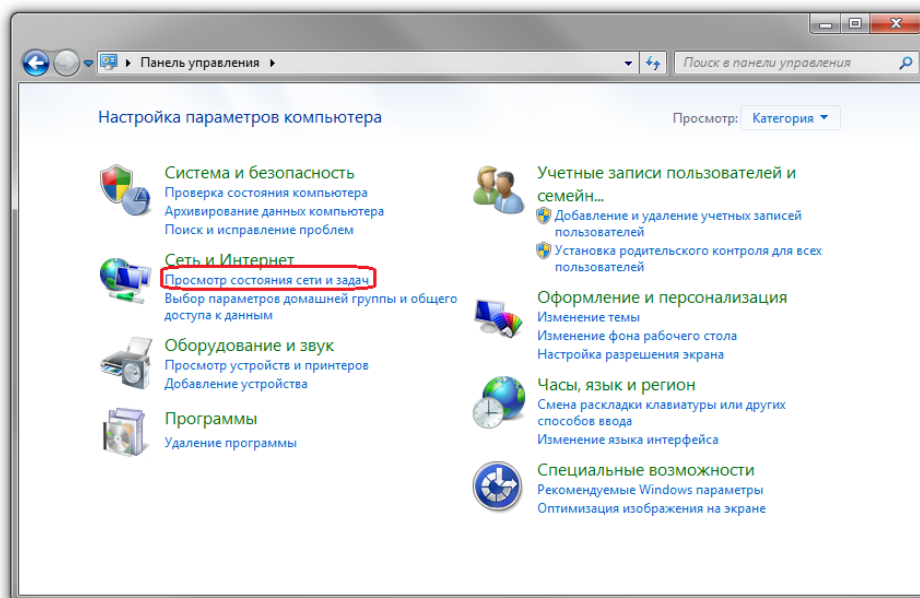 Панель управления
Поиск в панели управления
Настройка параметров компьютера
Просмотр: Категория
Система и безопасность
Проверка состояния компьютера
Архивирование данных компьютера
Поиск и исправление проблем
Сеть и Интернет
Просмотр состояния сети и задач
Выбор параметров домашней группы и общего
доступа к данным
Оборудование и звук
Просмотр устройств и принтеров
Добавление устройства
Программы
Удаление программы
Учетные записи пользователей и
семейн...
Добавление и удаление учетных записей
пользователей
Установка родительского контроля для всех
пользователей
Оформление и персонализация
Изменение темы
Изменение фона рабочего стола
Настройка разрешения экрана
Часы, язык и регион
Смена раскладки клавиатуры или других
способов ввода
Изменение языка интерфейса
Специальные возможности
Рекомендуемые Windows параметры
Оптимизация изображения на экране